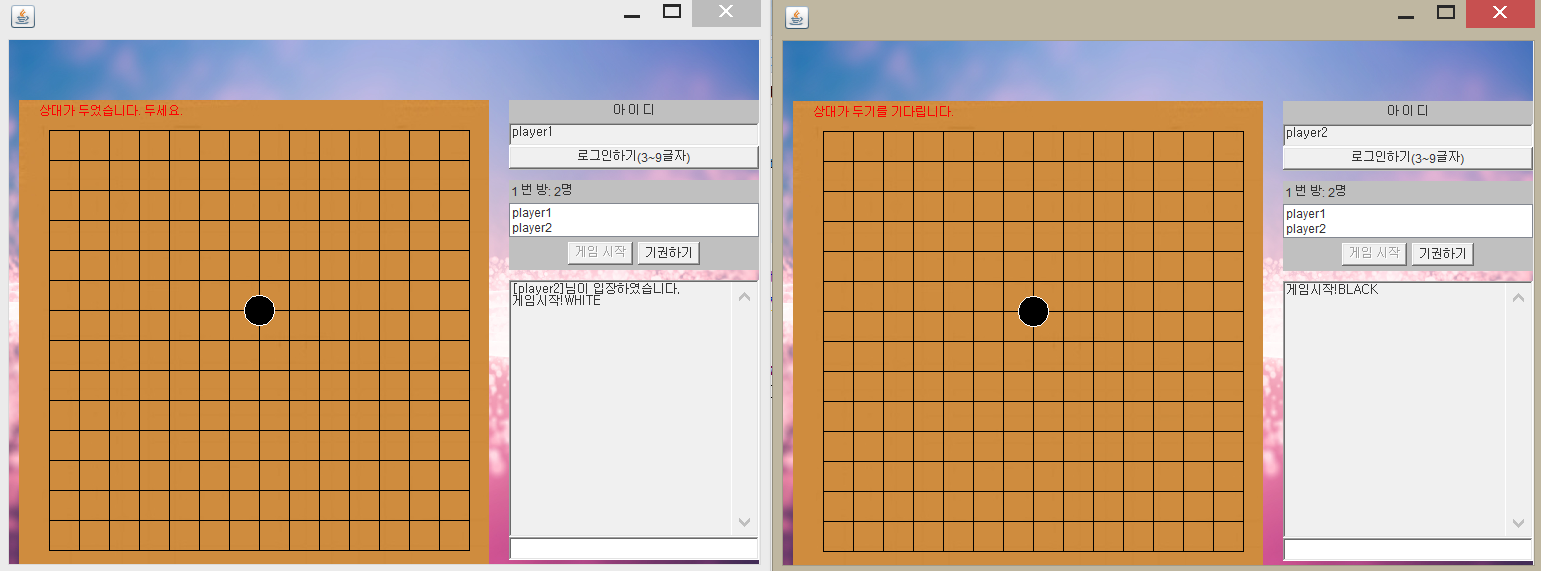 상대가 두었습니다. 두세요.
아 이 디
player1
로그인하기(3~9글자)
1 번 방: 2명
player1
player2
게임 시작
기권하기
[player2]님이 입장하였습니다.
게임시작!WHITE
상대가 두기를 기다립니다.
아 이 디
player2
로그인하기(3~9글자)
1 번 방: 2명
player1
player2
게임 시작
기권하기
게임시작!BLACK